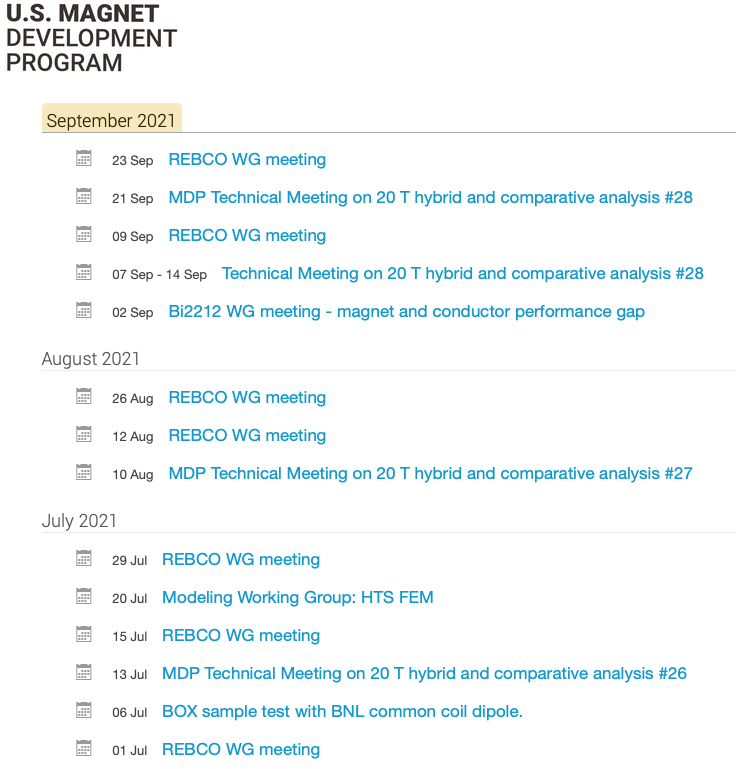 U.S. MAGNET
DEVELOPMENT
PROGRAM
September 2021
23 Sep REBCO WG meeting
21 Sep MDP Technical Meeting on 20 T hybrid and comparative analysis #28
09 Sep REBCO WG meeting
07 Sep - 14 Sep Technical Meeting on 20 T hybrid and comparative analysis #28
02 Sep Bi2212 WG meeting - magnet and conductor performance gap
August 2021
26 Aug REBCO WG meeting
12 Aug REBCO WG meeting
10 Aug MDP Technical Meeting on 20 T hybrid and comparative analysis #27
July 2021
29 Jul REBCO WG meeting
20 Jul Modeling Working Group: HTS FEM
15 Jul REBCO WG meeting
13 Jul MDP Technical Meeting on 20 T hybrid and comparative analysis #26
06 Jul BOX sample test with BNL common coil dipole.
01 Jul REBCO WG meeting